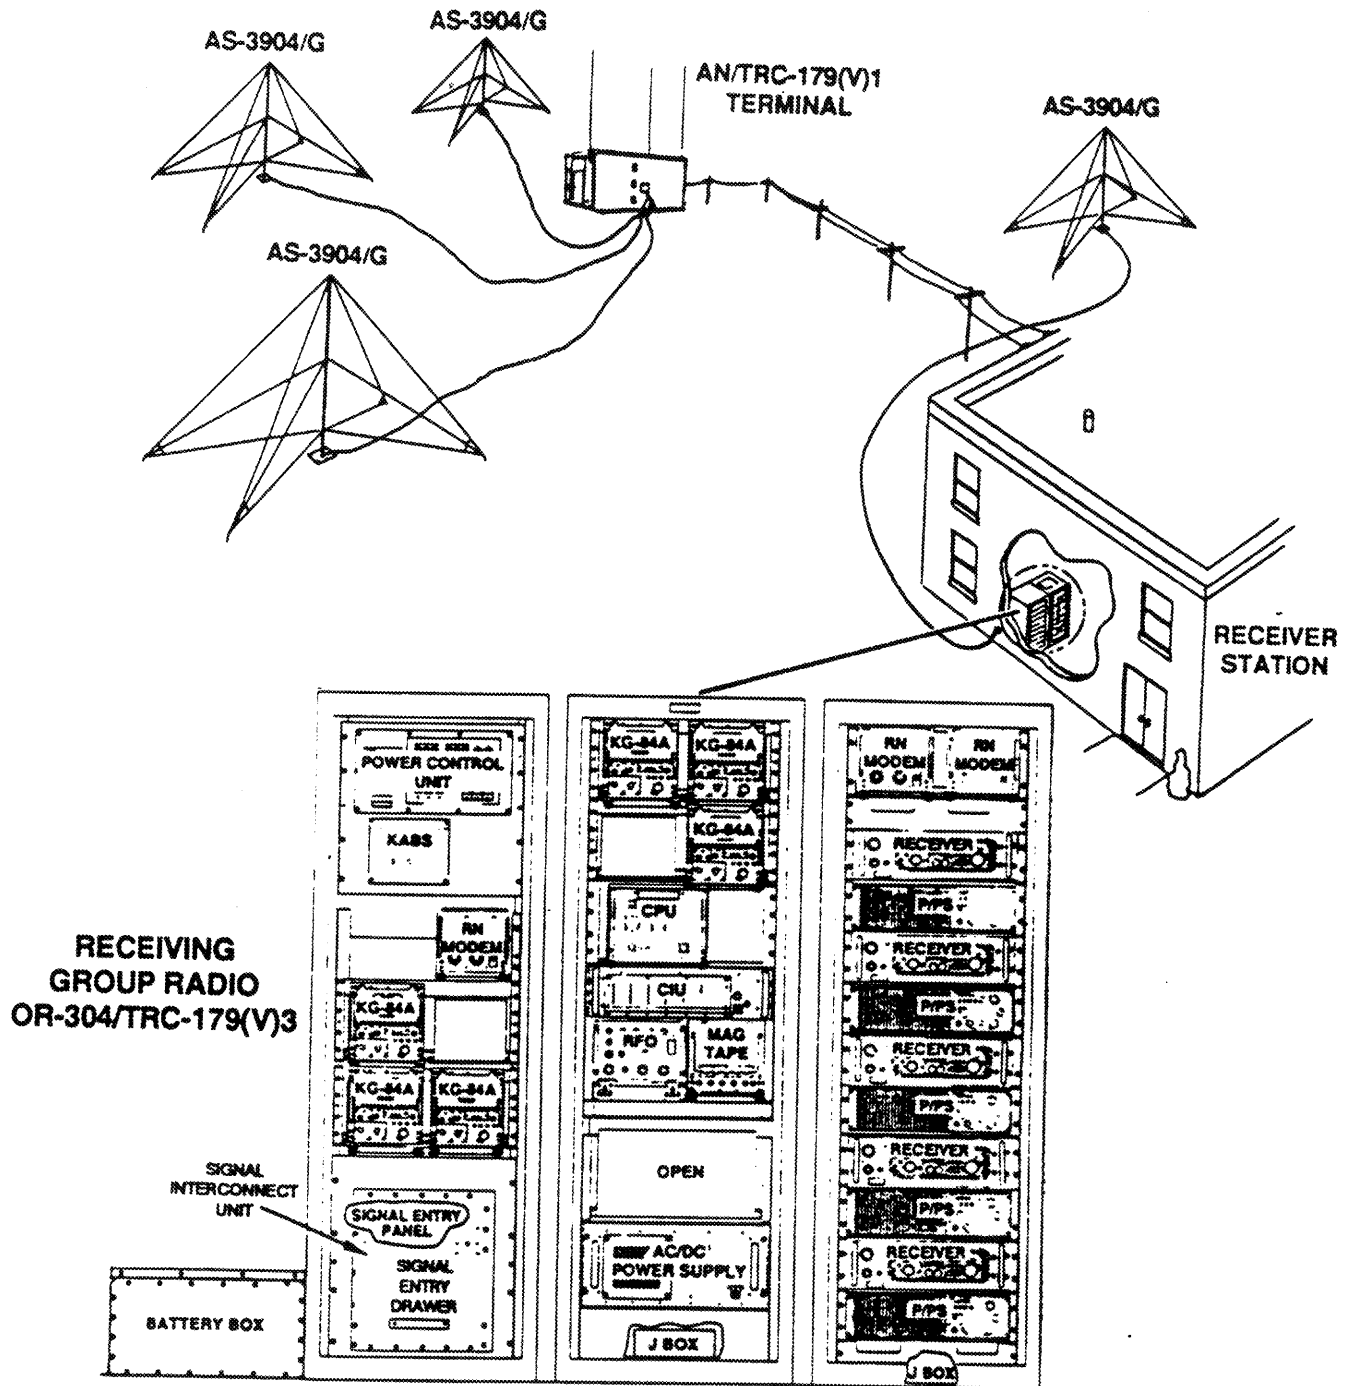 AS-3904/G
AS-3904/G
AN/TRC-179(V)1
TERMINAL
AS-3904/G
AS-3904/G
RECEIVER
STATION
RECEIVING
GROUP RADIO
OR-304/TRC-179(V)3
POWER CONTROL
UNIT
KABS
RN
MODEM
KG-84A
KG-84A
KG-84A
SIGNAL
INTERCONNECT
UNIT
SIGNAL ENTRY
PANEL
SIGNAL
ENTRY
DRAWER
BATTERY BOX
KG-84A
KG-84A
KG-84A
CPU
CIU
RFO
MAG
TAPE
OPEN
AC/DC
POWER SUPPLY
J BOX
RN
MODEM
RN
MODEM
RECEIVER
P/PS
RECEIVER
P/PS
RECEIVER
P/PS
RECEIVER
P/PS
RECEIVER
P/PS
J BOX